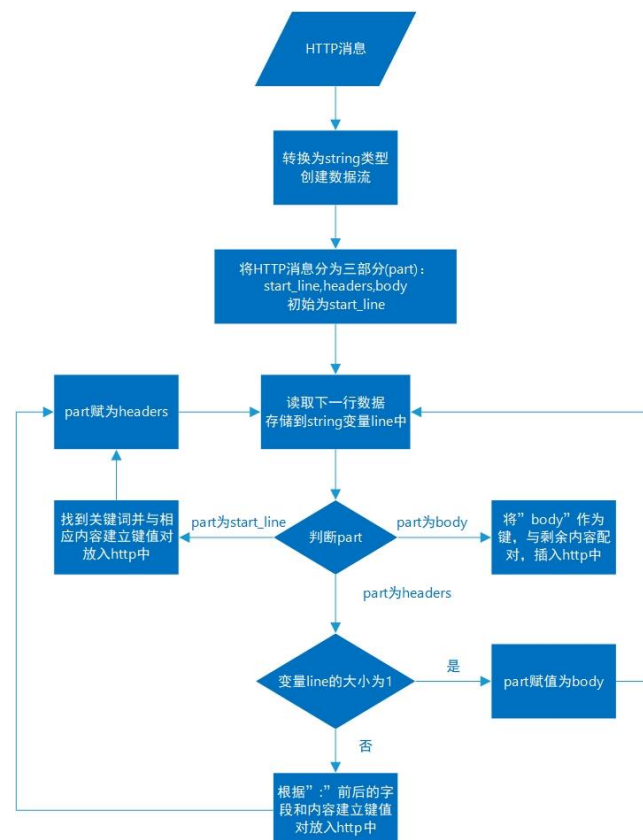 HTTP消息
转换为string类型
创建数据流
将HTTP消息分为三部分(part)：
start_line,headers,body
初始为start_line
part赋为headers
读取下一行数据
存储到string变量line中
找到关键词并与相
应内容建立键值对
放入http中
part为start_line
判断part
part为body
将”body”作为
键，与剩余内容配
对，插入http中
part为headers
变量line的大小为1
是
part赋值为body
否
根据”:”前后的字
段和内容建立键值
对放入http中